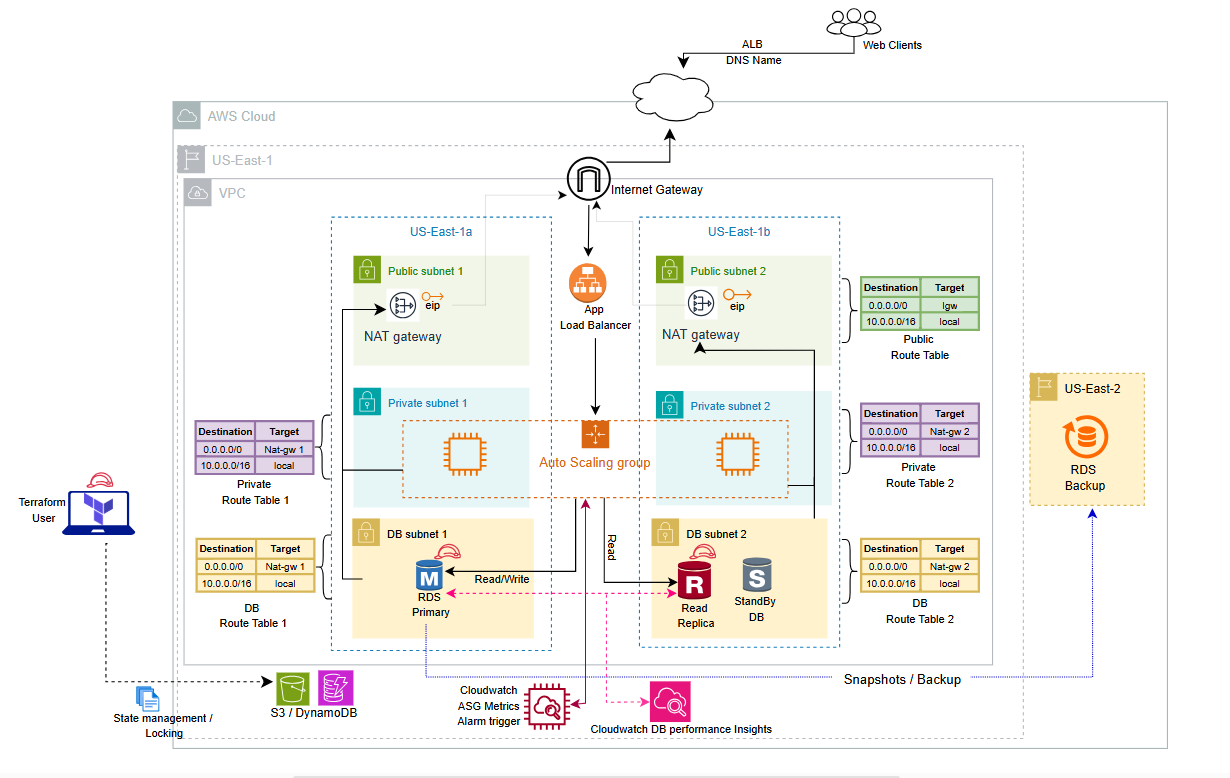 Web Clients
ALB
DNS Name
AWS Cloud
US-East-1
VPC
Internet Gateway
US-East-1a
US-East-1b
Public subnet 1
eip
NAT gateway
App
Load Balancer
Public subnet 2
eip
NAT gateway
Destination Target
0.0.0.0/0 Igw
10.0.0.0/16 local
Public
Route Table
US-East-2
RDS
Backup
Private subnet 1
Private subnet 2
Auto Scaling group
Destination Target
0.0.0.0/0 Nat-gw 1
10.0.0.0/16 local
Private
Route Table 1
Destination Target
0.0.0.0/0 Nat-gw 2
10.0.0.0/16 local
Private
Route Table 2
Terraform
User
DB subnet 1
M
RDS
Primary
Read/Write
Read
DB subnet 2
R
Read
Replica
S
StandBy
DB
Destination Target
0.0.0.0/0 Nat-gw 1
10.0.0.0/16 local
DB
Route Table 1
Destination Target
0.0.0.0/0 Nat-gw 2
10.0.0.0/16 local
DB
Route Table 2
Snapshots / Backup
State management /
Locking
S3 / DynamoDB
Cloudwatch
ASG Metrics
Alarm trigger
Cloudwatch DB performance Insights